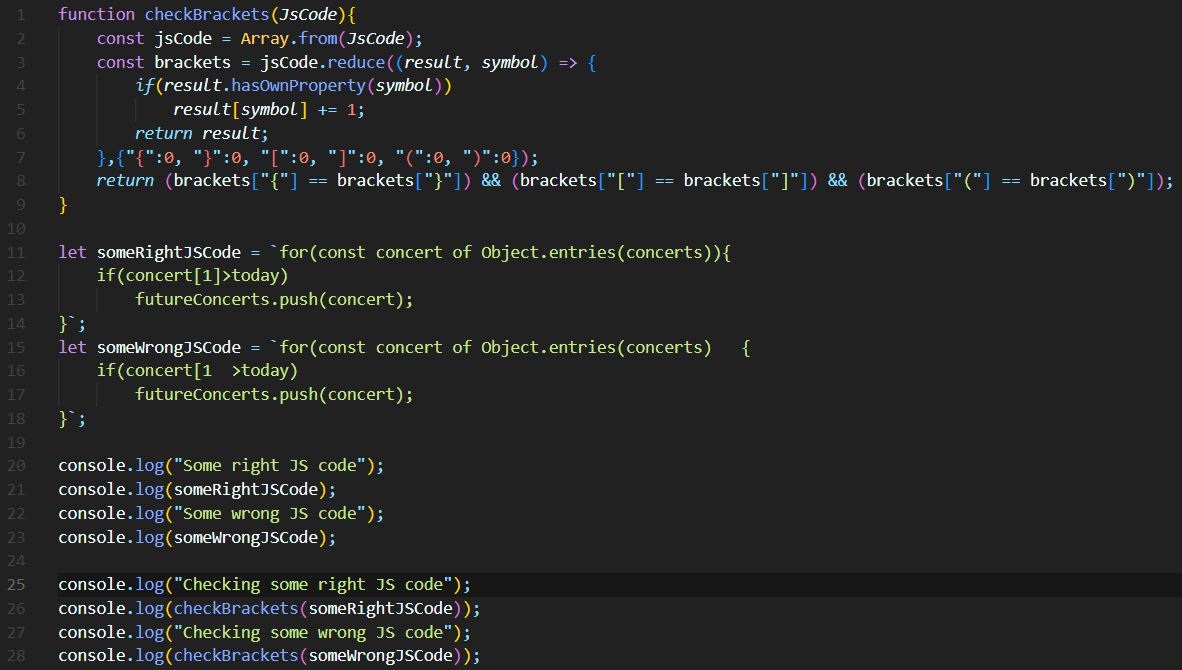 1 function checkBrackets(JsCode){
2     const jsCode = Array.from(JsCode);
3     const brackets = jsCode.reduce((result, symbol) => {
4         if(result.hasOwnProperty(symbol))
5             result[symbol] += 1;
6         return result;
7     },{"{":0, "}":0, "[":0, "]":0, "(":0, ")":0});
8     return (brackets["{"] == brackets["}"]) && (brackets["["] == brackets["]"]) && (brackets["("] == brackets[")"]);
9 }
10
11 let someRightJSCode = `for(const concert of Object.entries(concerts)){
12     if(concert[1]>today)
13         futureConcerts.push(concert);
14 }`;
15 let someWrongJSCode = `for(const concert of Object.entries(concerts)   {
16     if(concert[1  >today)
17         futureConcerts.push(concert);
18 }`;
19
20 console.log("Some right JS code");
21 console.log(someRightJSCode);
22 console.log("Some wrong JS code");
23 console.log(someWrongJSCode);
24
25 console.log("Checking some right JS code");
26 console.log(checkBrackets(someRightJSCode));
27 console.log("Checking some wrong JS code");
28 console.log(checkBrackets(someWrongJSCode));